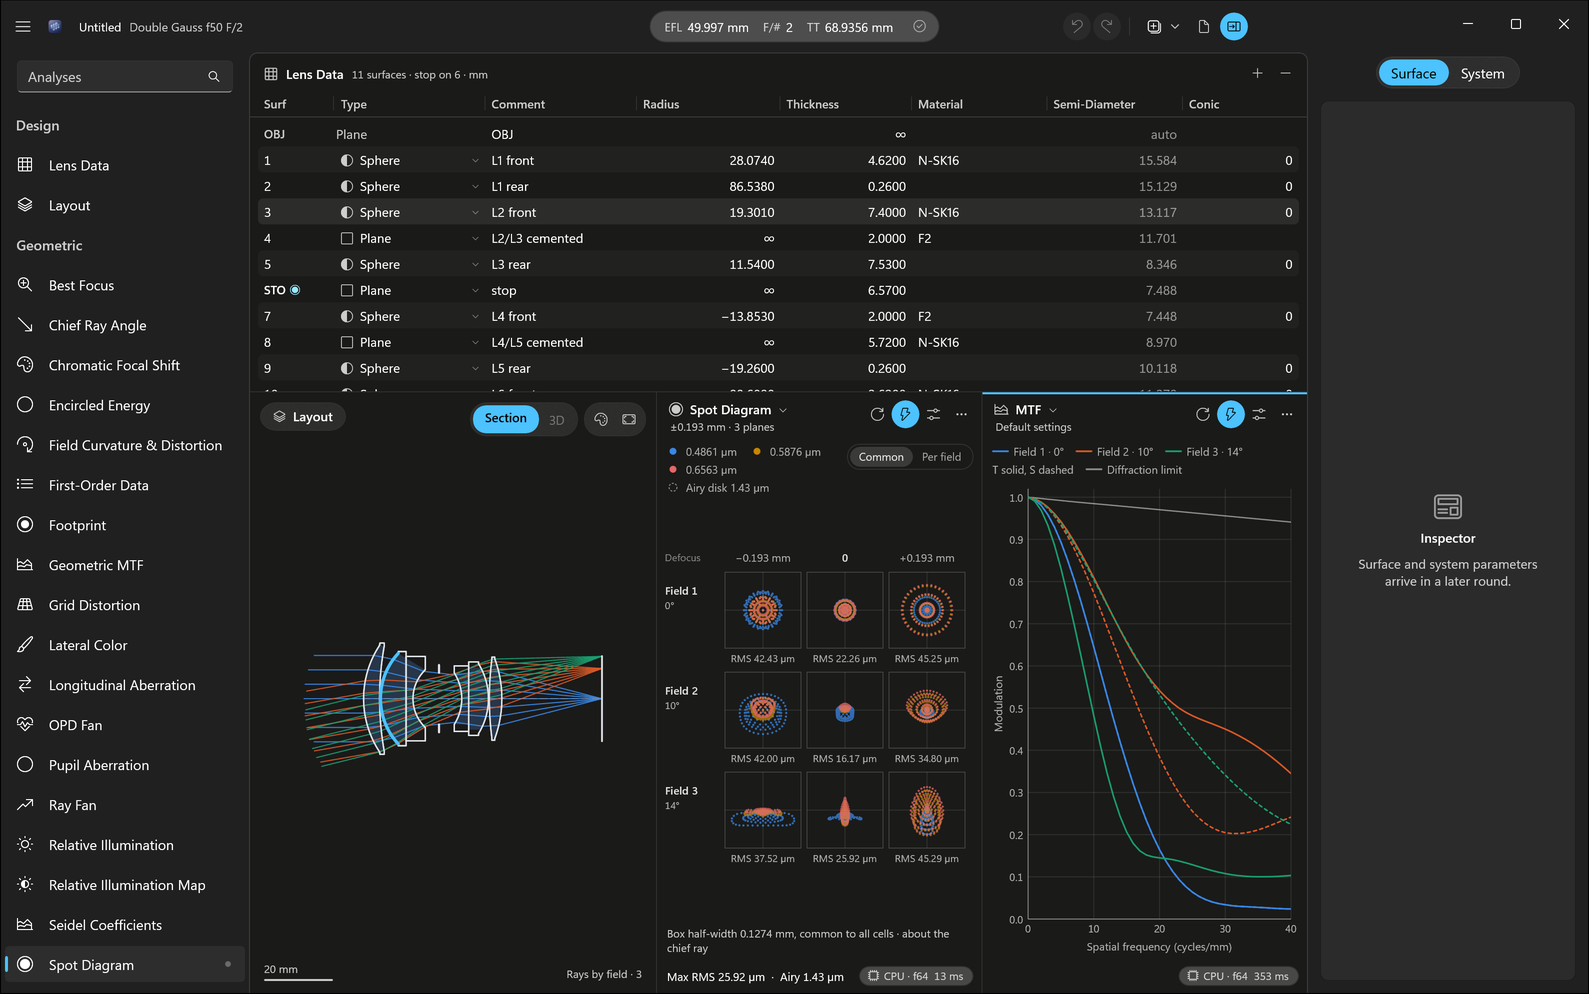 Untitled Double Gauss f50 F/2
EFL 49.997 mm F/# 2 TT 68.9356 mm
Analyses
Design
Lens Data
Layout
Geometric
Best Focus
Chief Ray Angle
Chromatic Focal Shift
Encircled Energy
Field Curvature & Distortion
First-Order Data
Footprint
Geometric MTF
Grid Distortion
Lateral Color
Longitudinal Aberration
OPD Fan
Pupil Aberration
Ray Fan
Relative Illumination
Relative Illumination Map
Seidel Coefficients
Spot Diagram
Lens Data 11 surfaces · stop on 6 · mm
Surf Type Comment Radius Thickness Material Semi-Diameter Conic
OBJ Plane OBJ ∞ auto
1 Sphere L1 front 28.0740 4.6200 N-SK16 15.584 0
2 Sphere L1 rear 86.5380 0.2600 15.129 0
3 Sphere L2 front 19.3010 7.4000 N-SK16 13.117 0
4 Plane L2/L3 cemented ∞ 2.0000 F2 11.701
5 Sphere L3 rear 11.5400 7.5300 8.346 0
STO Plane stop ∞ 6.5700 7.488
7 Sphere L4 front −13.8530 2.0000 F2 7.448 0
8 Plane L4/L5 cemented ∞ 5.7200 N-SK16 8.970
9 Sphere L5 rear −19.2600 0.2600 10.118 0
Layout
Section 3D
20 mm
Rays by field · 3
Spot Diagram
±0.193 mm · 3 planes
0.4861 µm 0.5876 µm
0.6563 µm
Airy disk 1.43 µm
Common Per field
Defocus −0.193 mm 0 +0.193 mm
Field 1
0°
RMS 42.43 µm RMS 22.26 µm RMS 45.25 µm
Field 2
10°
RMS 42.00 µm RMS 16.17 µm RMS 34.80 µm
Field 3
14°
RMS 37.52 µm RMS 25.92 µm RMS 45.29 µm
Box half-width 0.1274 mm, common to all cells · about the
chief ray
Max RMS 25.92 µm · Airy 1.43 µm
CPU · f64 13 ms
MTF
Default settings
Field 1 · 0° Field 2 · 10° Field 3 · 14°
T solid, S dashed Diffraction limit
1.0
0.9
0.8
0.7
0.6
0.5
0.4
0.3
0.2
0.1
0.0
Modulation
0 10 20 30 40
Spatial frequency (cycles/mm)
CPU · f64 353 ms
Surface System
Inspector
Surface and system parameters
arrive in a later round.